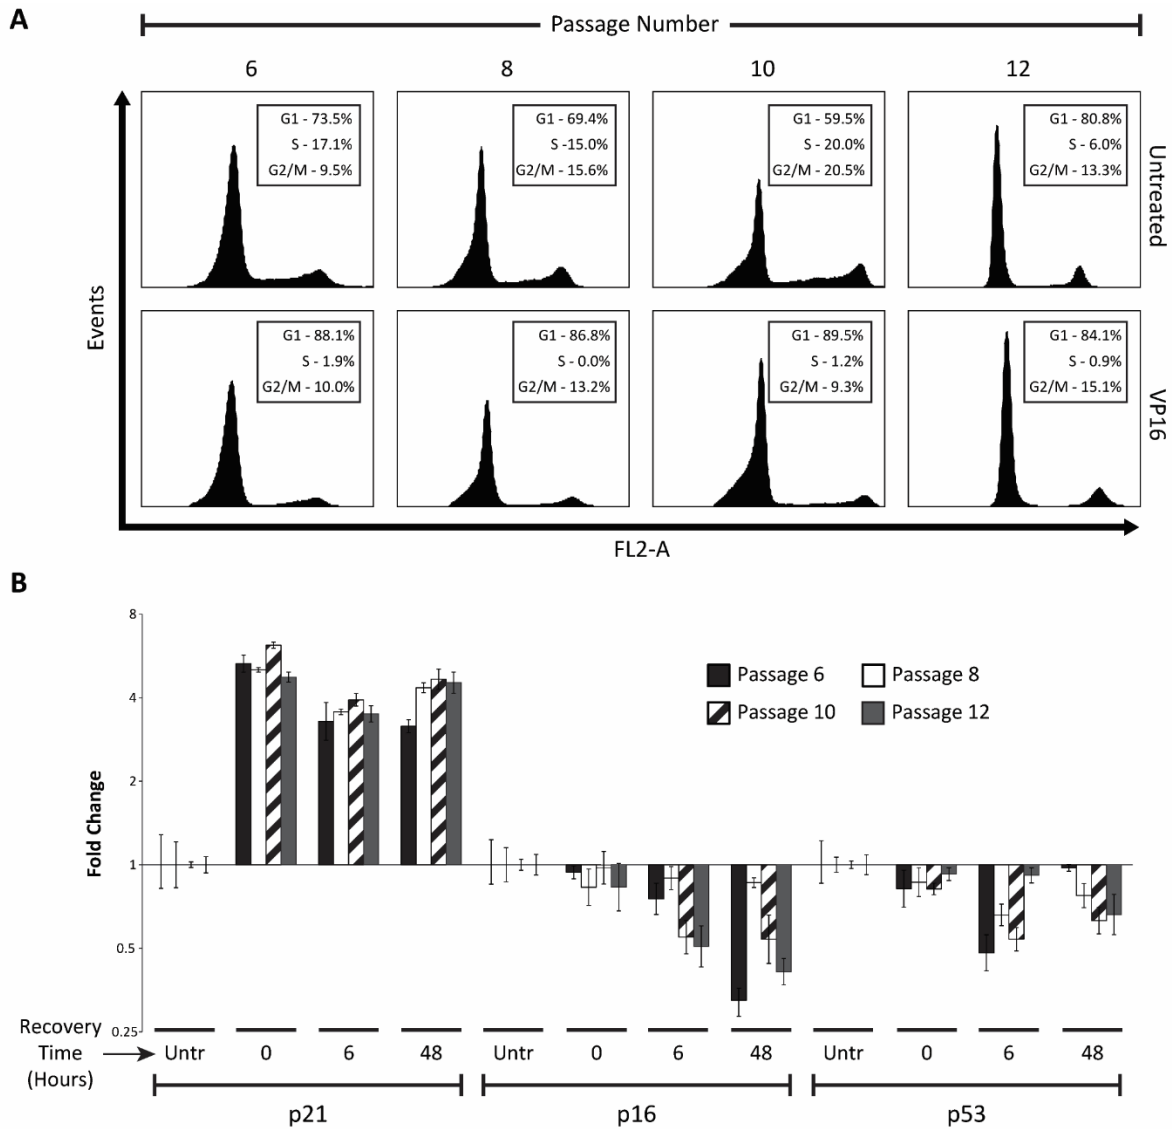 A
Passage Number
6 8 10 12
G1 - 73.5%
S - 17.1%
G2/M - 9.5%
G1 - 69.4%
S -15.0%
G2/M - 15.6%
G1 - 59.5%
S - 20.0%
G2/M - 20.5%
G1 - 80.8%
S - 6.0%
G2/M - 13.3%
Untreated
Events
G1 - 88.1%
S - 1.9%
G2/M - 10.0%
G1 - 86.8%
S - 0.0%
G2/M - 13.2%
G1 - 89.5%
S - 1.2%
G2/M - 9.3%
G1 - 84.1%
S - 0.9%
G2/M - 15.1%
VP16
FL2-A
B
Fold Change
8
4
2
1
0.5
0.25
Passage 6 Passage 8
Passage 10 Passage 12
Recovery
Time
(Hours)
Untr 0 6 48 Untr 0 6 48 Untr 0 6 48
p21 p16 p53